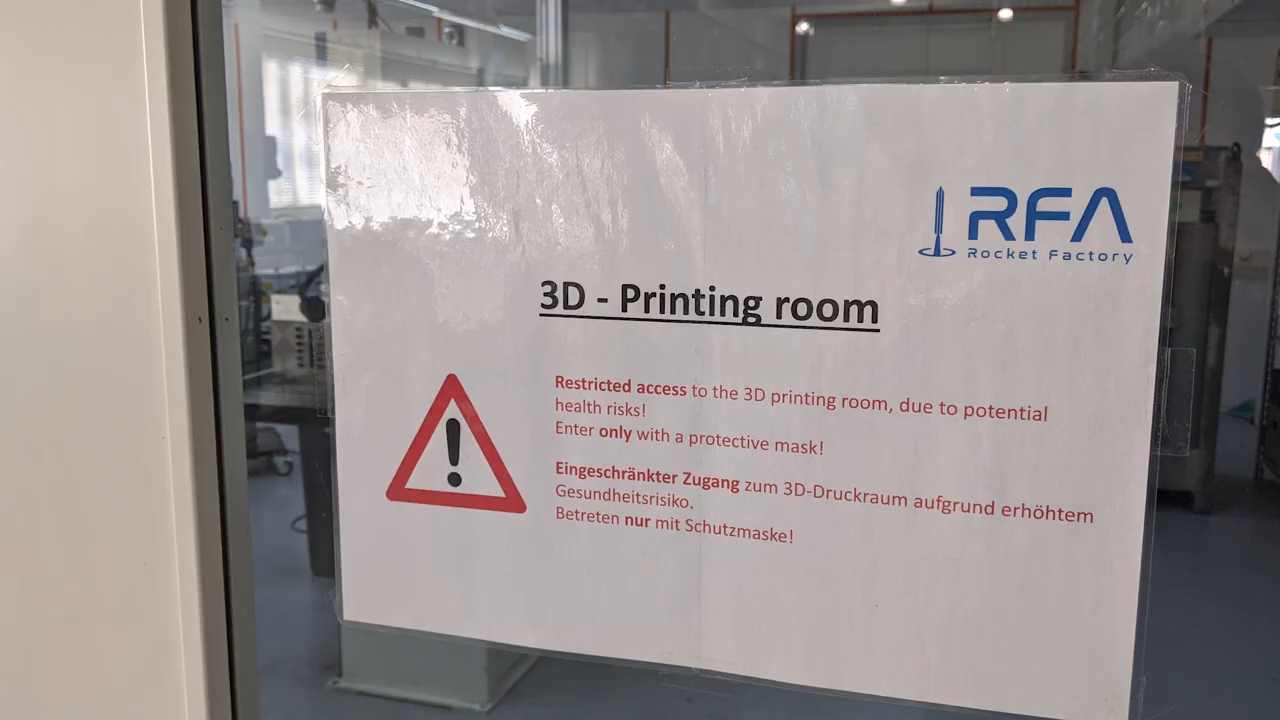 RFA
Rocket Factory
3D - Printing room
Restricted access to the 3D printing room, due to potential
health risks!
Enter only with a protective mask!
Eingeschränkter Zugang zum 3D-Druckraum aufgrund erhöhtem
Gesundheitsrisiko.
Betreten nur mit Schutzmaske!